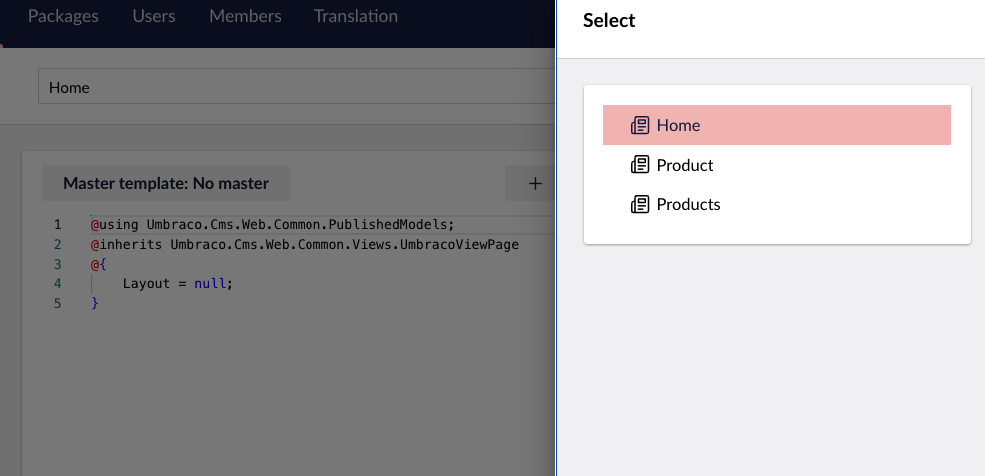 Packages Users Members Translation
Select
Home
Master template: No master +
1 @using Umbraco.Cms.Web.Common.PublishedModels;
2 @inherits Umbraco.Cms.Web.Common.Views.UmbracoViewPage
3 @{
4 Layout = null;
5 }
Home
Product
Products